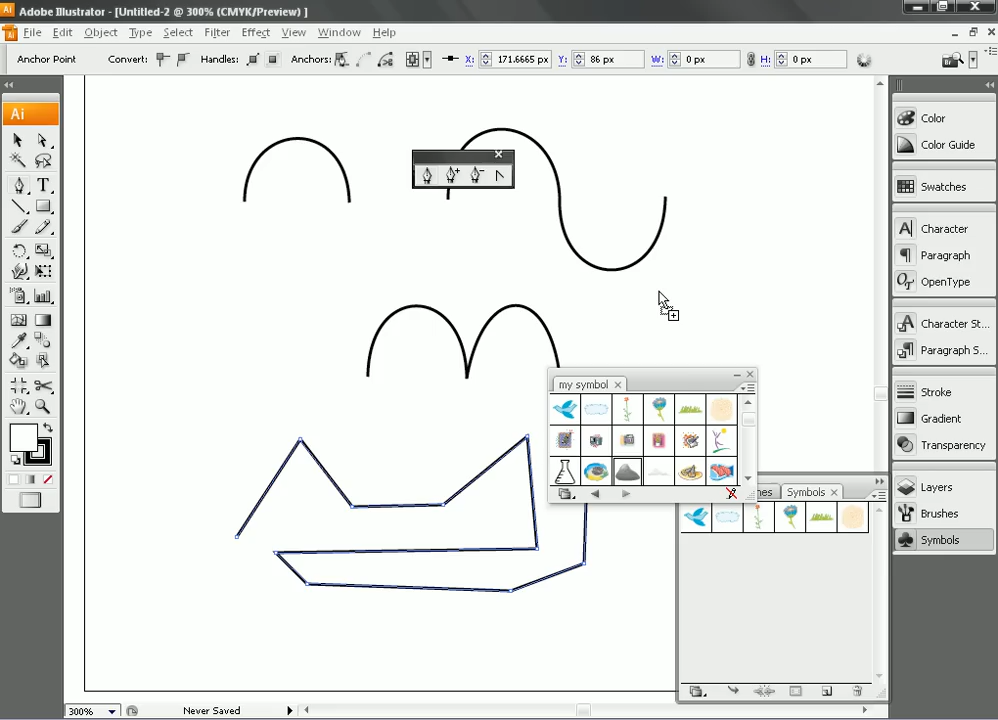 Ai Adobe Illustrator - [Untitled-2 @ 300% (CMYK/Preview) ]
File Edit Object Type Select Filter Effect View Window Help
Anchor Point Convert: Handles: Anchors: X: 171.6665 px Y: 86 px W: 0 px H: 0 px
Ai
T
Color
Color Guide
Swatches
Character
Paragraph
OpenType
Character St...
Paragraph S...
Stroke
Gradient
Transparency
Layers
Brushes
Symbols
my symbol
hes Symbols
300% Never Saved